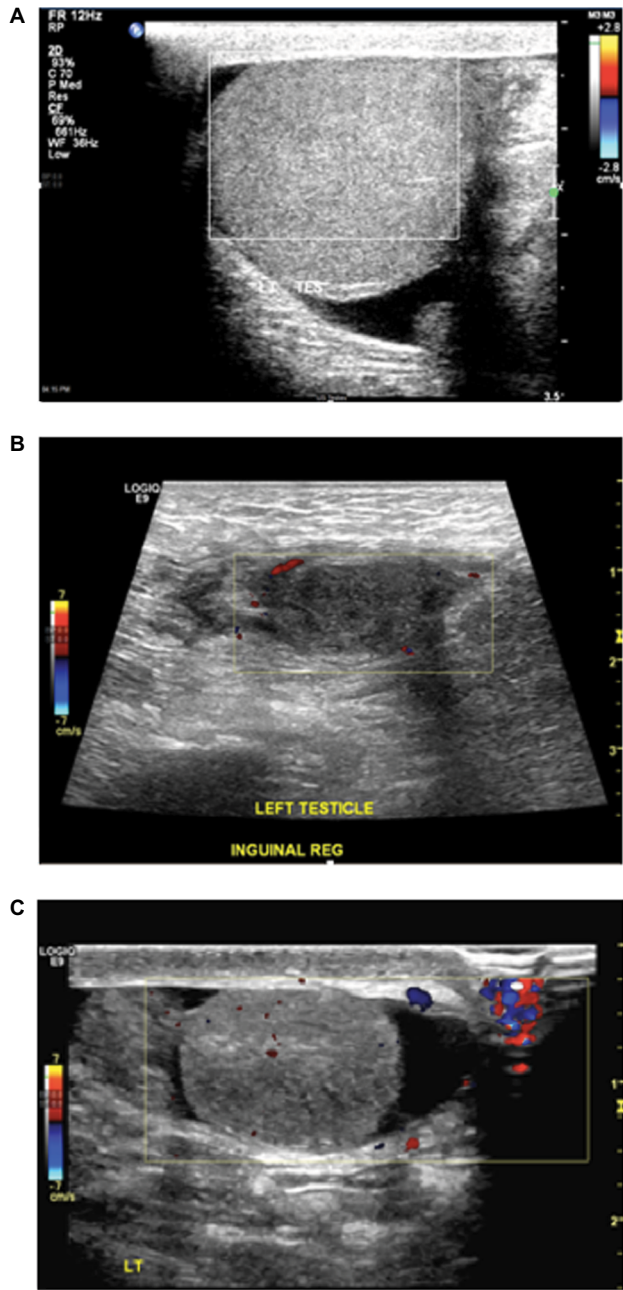 A
FR 12Hz
RP
2D
93%
C 70
P Med
Res
CF
69%
661Hz
WF 36Hz
Low
M3 M3
+2.8
-2.8
cm/s
LT TES
3.5
B
LOGIQ
E9
7
-7
cm/s
1
2
3
LEFT TESTICLE
INGUINAL REG
C
LOGIQ
E9
7
-7
cm/s
1
2
LT